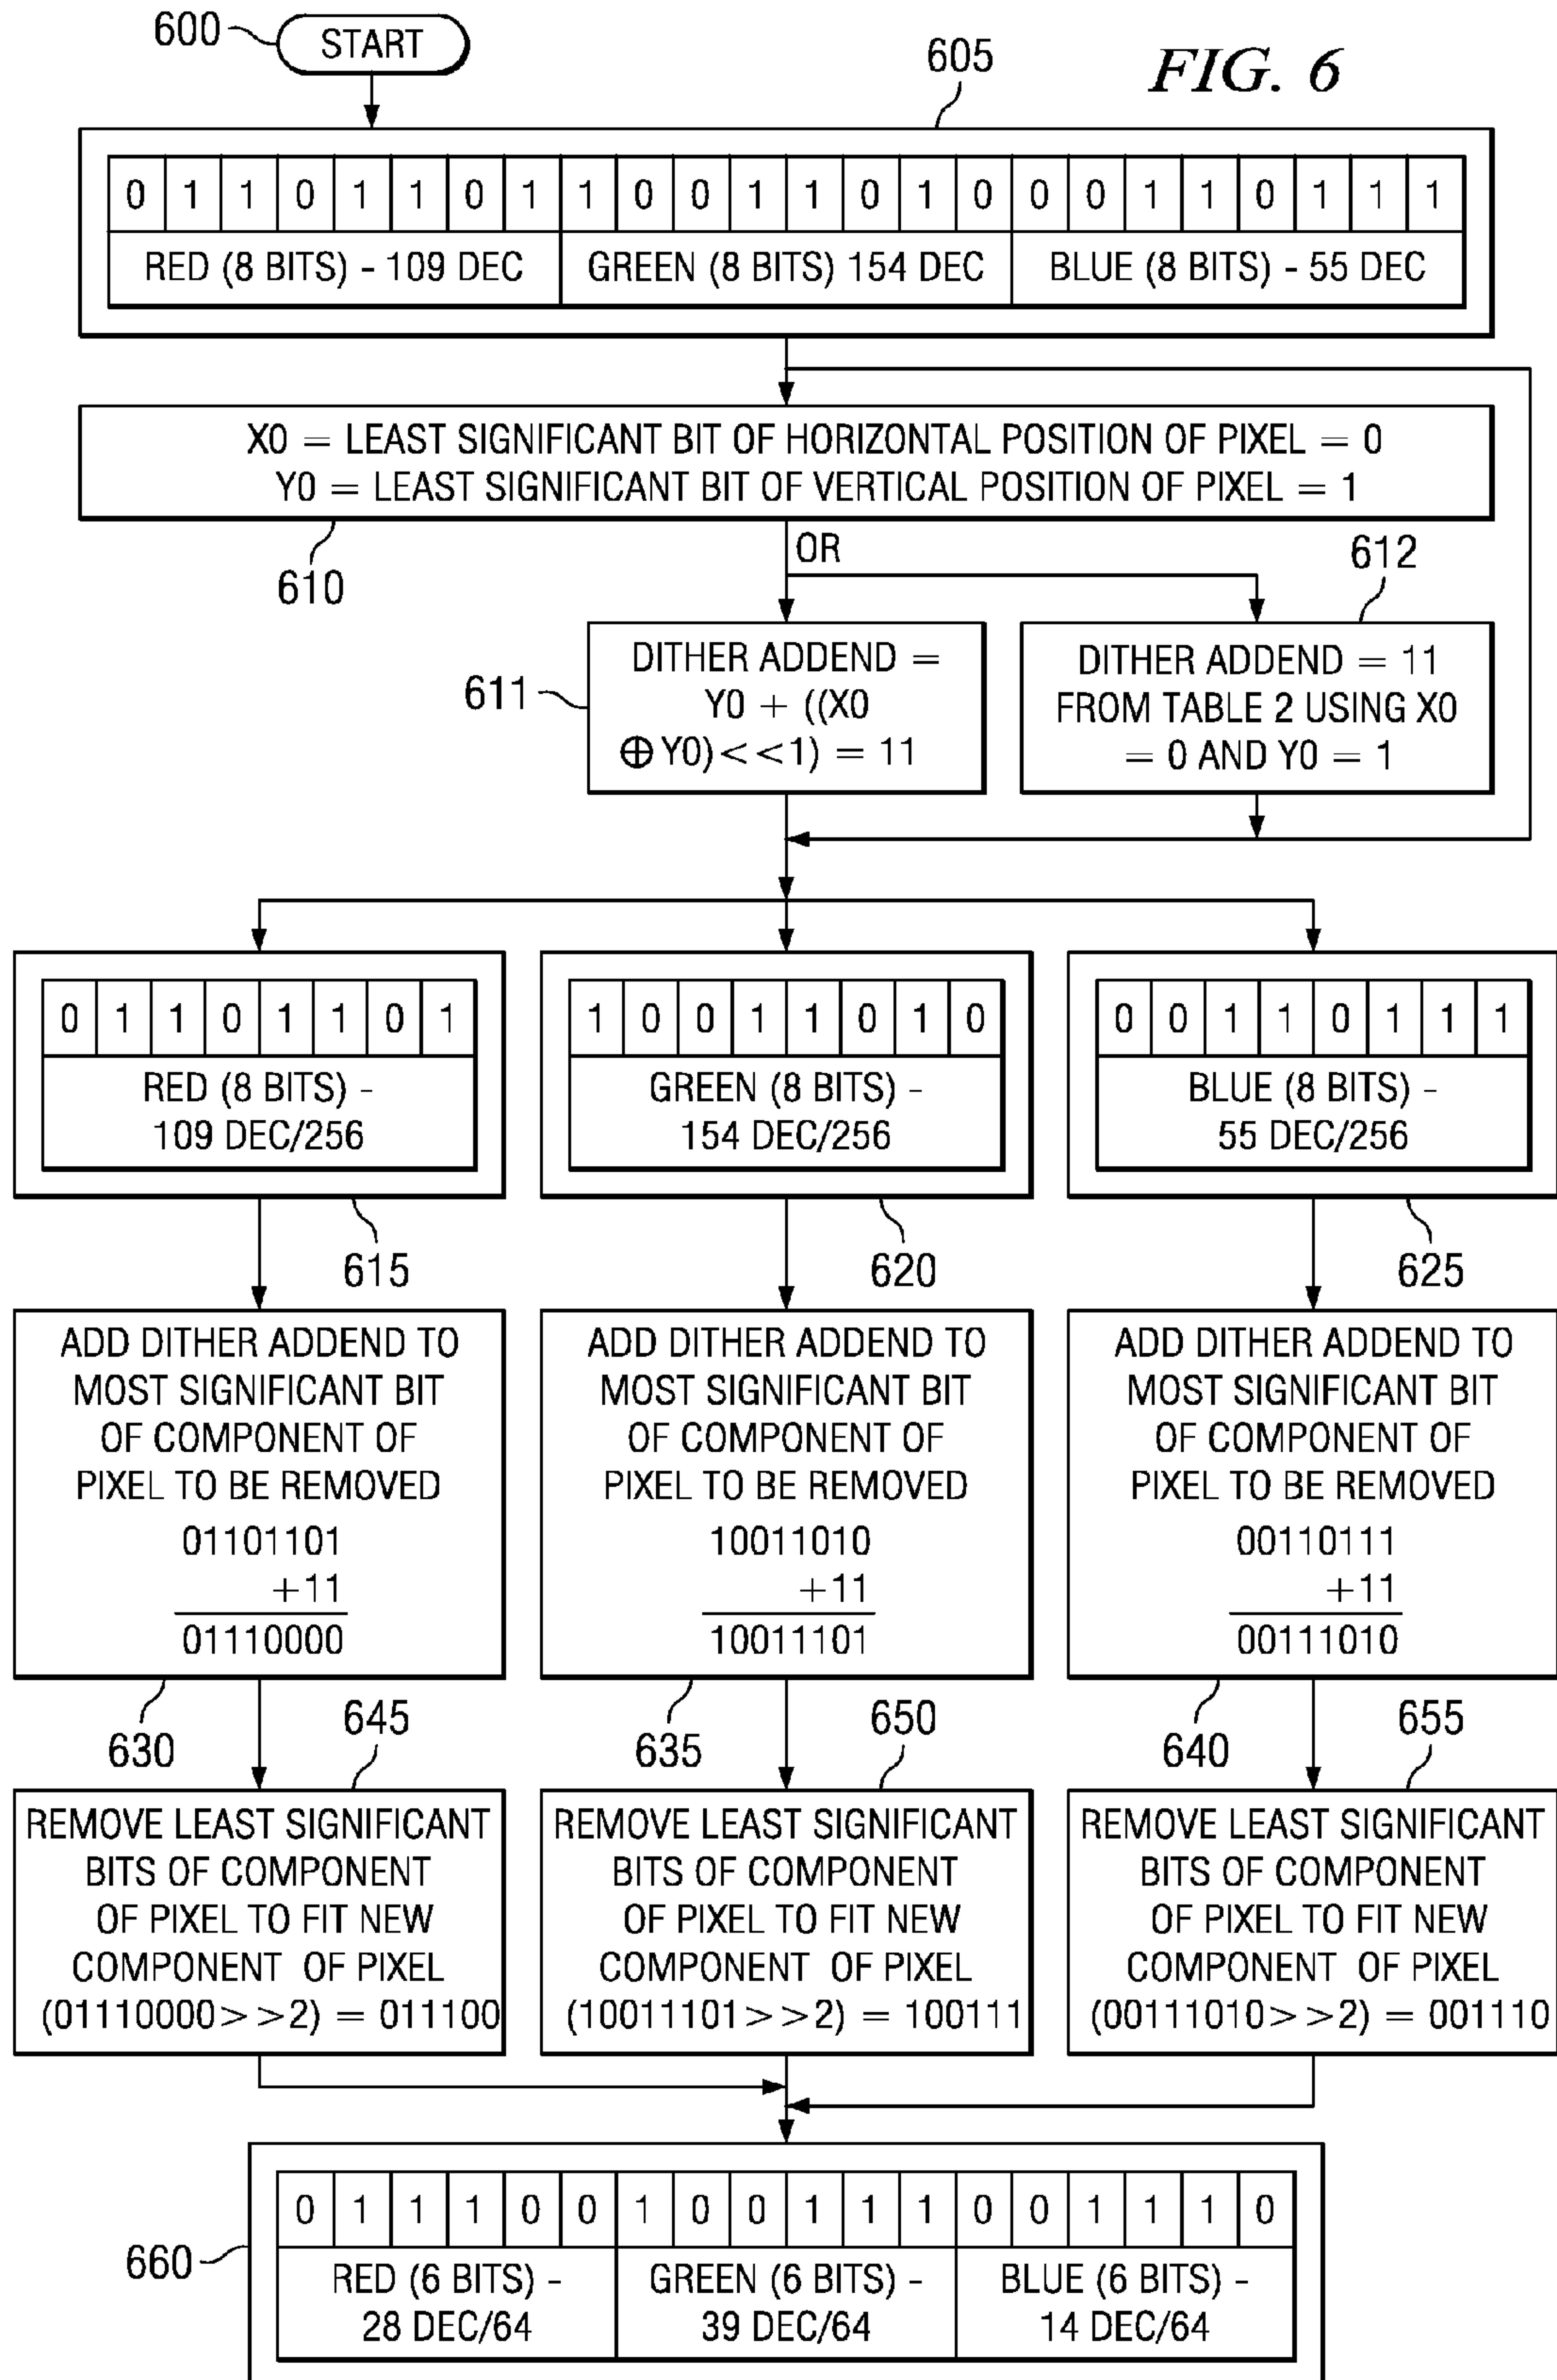 600
START
605
FIG. 6
0 1 1 0 1 1 0 1 1 0 0 1 1 0 1 0 0 0 1 1 0 1 1 1
RED (8 BITS) - 109 DEC GREEN (8 BITS) 154 DEC BLUE (8 BITS) - 55 DEC
X0 = LEAST SIGNIFICANT BIT OF HORIZONTAL POSITION OF PIXEL = 0
Y0 = LEAST SIGNIFICANT BIT OF VERTICAL POSITION OF PIXEL = 1
610
OR
612
611
DITHER ADDEND =
Y0 + ((X0
⊕Y0)<<1) = 11
DITHER ADDEND = 11
FROM TABLE 2 USING X0
= 0 AND Y0 = 1
0 1 1 0 1 1 0 1
RED (8 BITS) -
109 DEC/256
615
1 0 0 1 1 0 1 0
GREEN (8 BITS) -
154 DEC/256
620
0 0 1 1 0 1 1 1
BLUE (8 BITS) -
55 DEC/256
625
ADD DITHER ADDEND TO
MOST SIGNIFICANT BIT
OF COMPONENT OF
PIXEL TO BE REMOVED
01101101
+11
01110000
630
ADD DITHER ADDEND TO
MOST SIGNIFICANT BIT
OF COMPONENT OF
PIXEL TO BE REMOVED
10011010
+11
10011101
635
ADD DITHER ADDEND TO
MOST SIGNIFICANT BIT
OF COMPONENT OF
PIXEL TO BE REMOVED
00110111
+11
00111010
640
645
REMOVE LEAST SIGNIFICANT
BITS OF COMPONENT
OF PIXEL TO FIT NEW
COMPONENT OF PIXEL
(01110000>>2) = 011100
650
REMOVE LEAST SIGNIFICANT
BITS OF COMPONENT
OF PIXEL TO FIT NEW
COMPONENT OF PIXEL
(10011101>>2) = 100111
655
REMOVE LEAST SIGNIFICANT
BITS OF COMPONENT
OF PIXEL TO FIT NEW
COMPONENT OF PIXEL
(00111010>>2) = 001110
660
0 1 1 1 0 0 1 0 0 1 1 1 0 0 1 1 1 0
RED (6 BITS) -
28 DEC/64
GREEN (6 BITS) -
39 DEC/64
BLUE (6 BITS) -
14 DEC/64